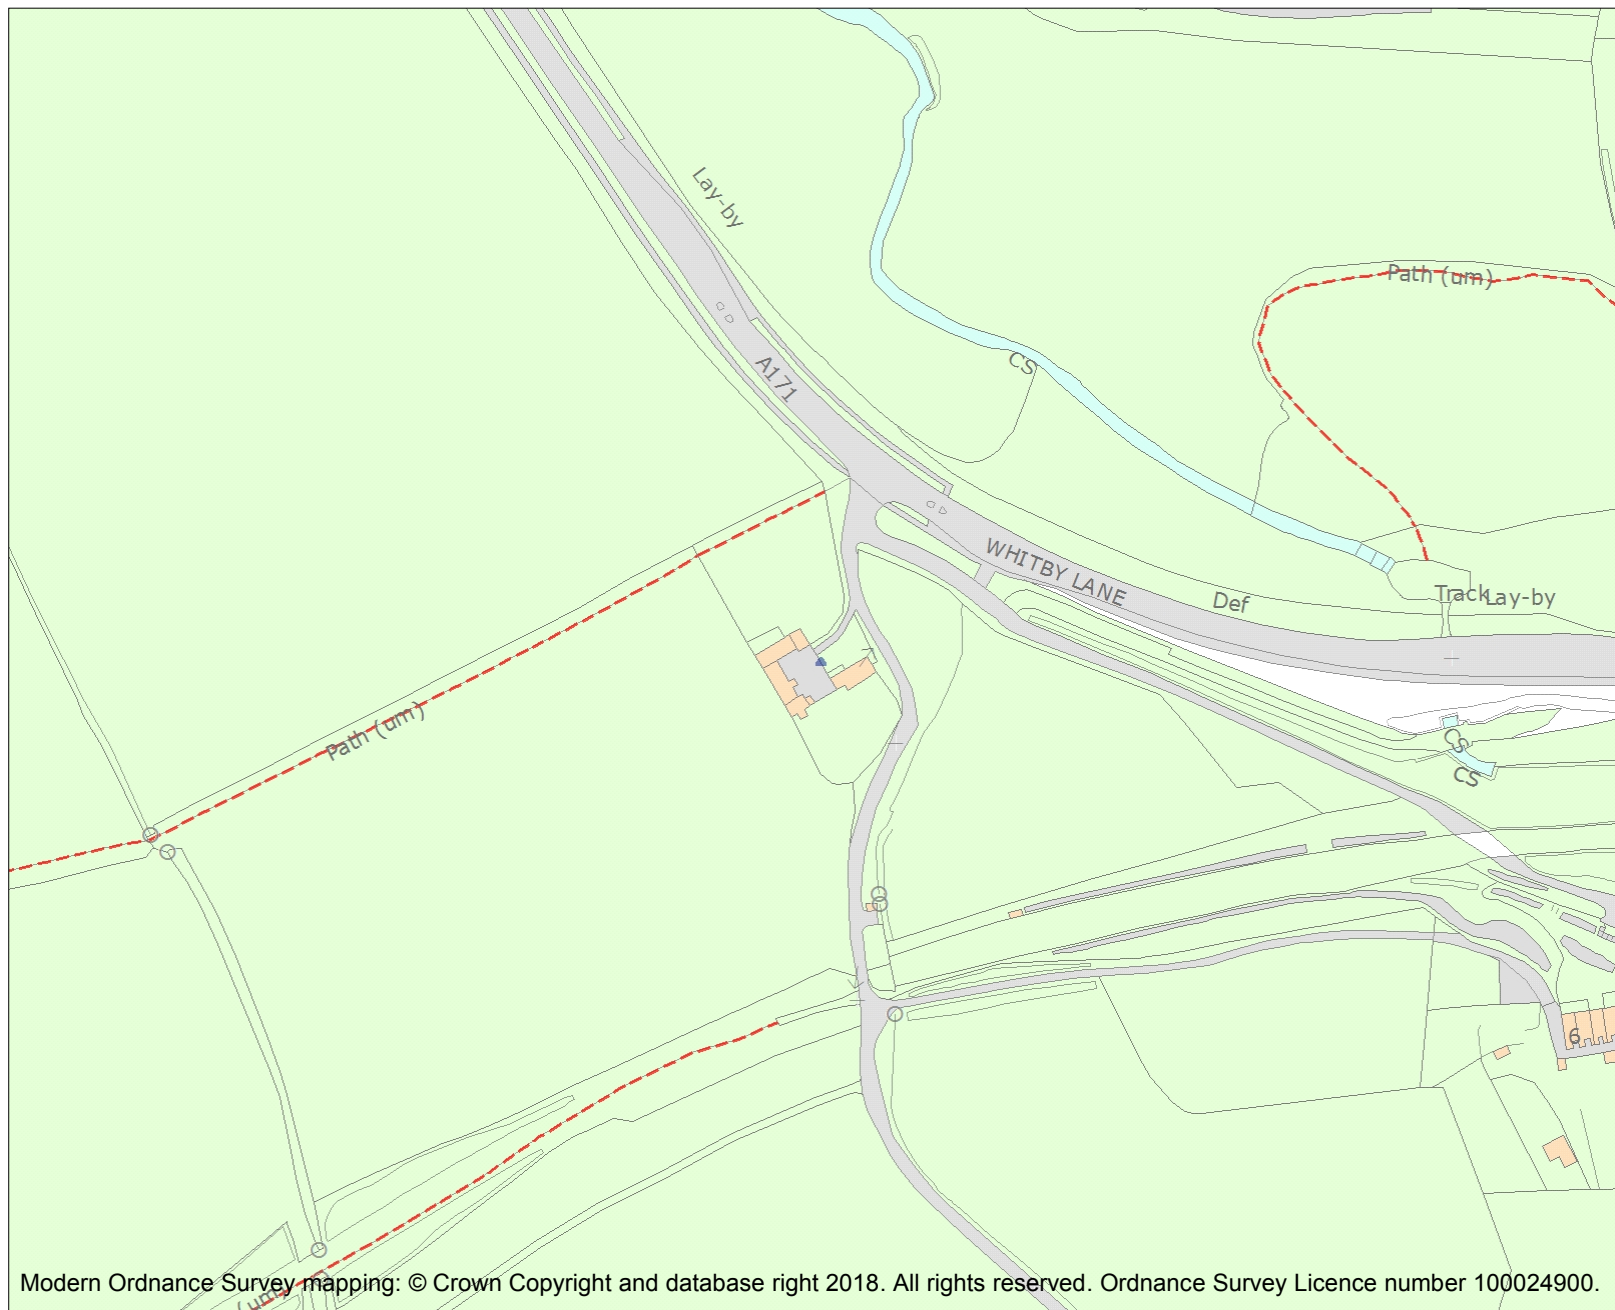 Lay-by
Path (um)
CS
A171
WHITBY LANE
Def
Track
Lay-by
Path (um)
CS
CS
6
(um)
Modern Ordnance Survey mapping: © Crown Copyright and database right 2018. All rights reserved. Ordnance Survey Licence number 100024900.